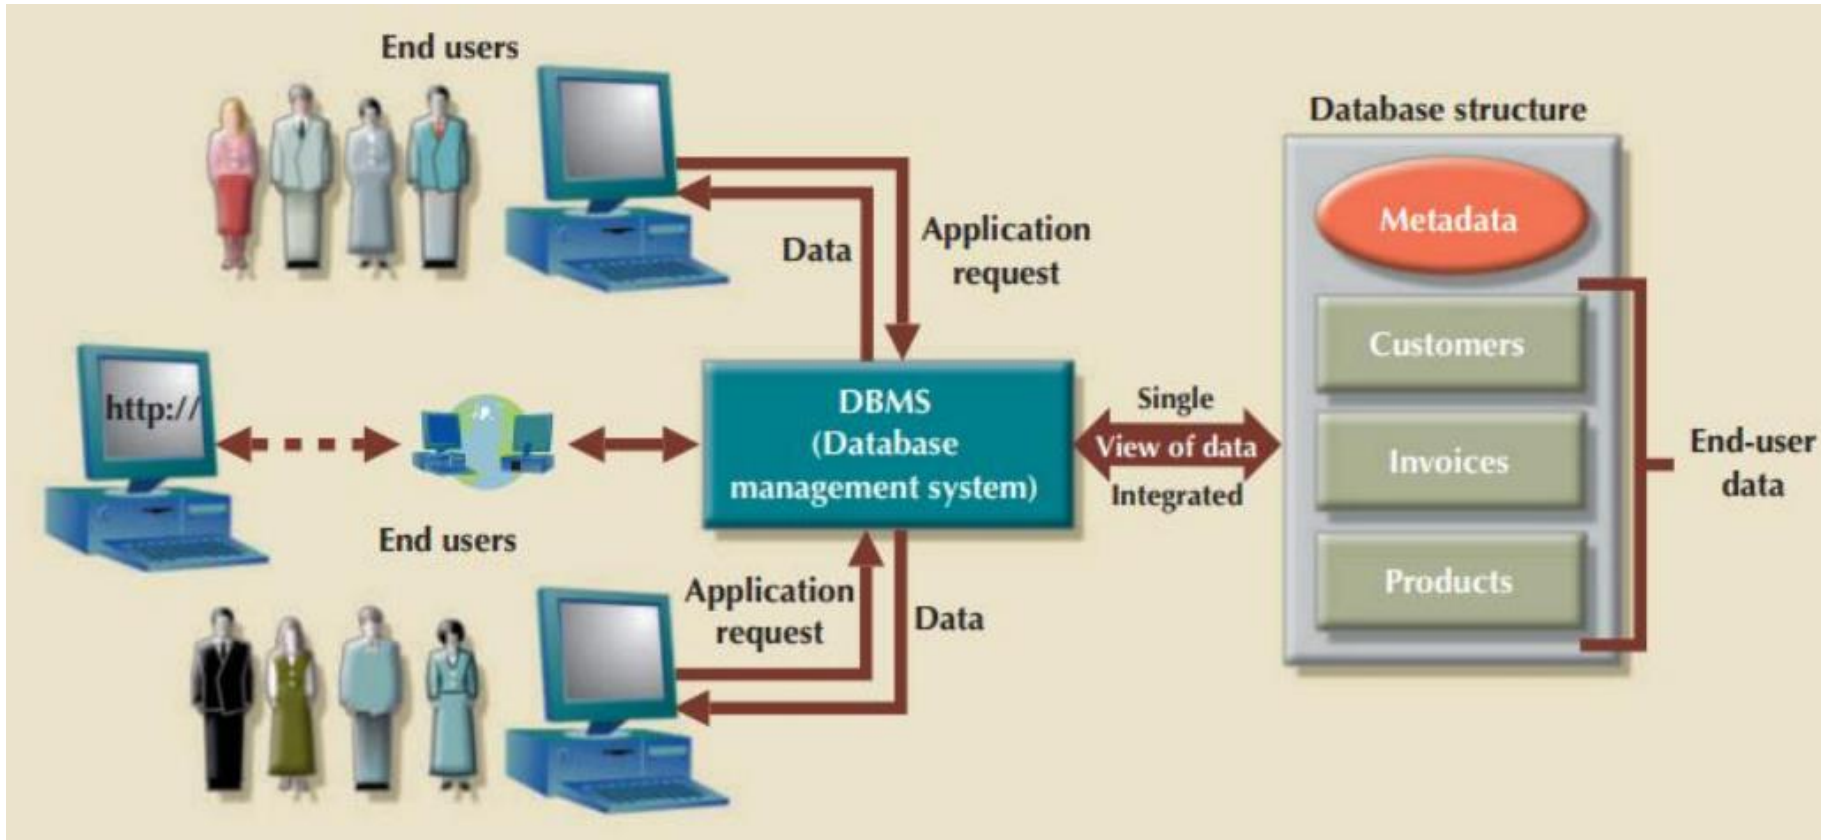 End users
Data
Application
request
http://
DBMS
(Database
management system)
Single
View of data
Integrated
End users
Application
request
Data
Database structure
Metadata
Customers
Invoices
Products
End-user
data